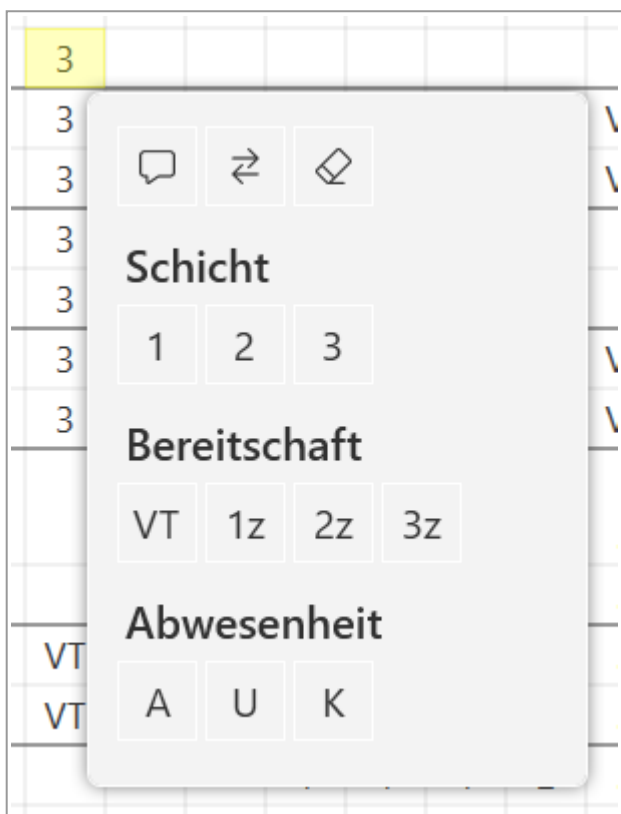 3
3
3
3
3
3
3
VT
VT
Schicht
1 2 3
Bereitschaft
VT 1z 2z 3z
Abwesenheit
A U K